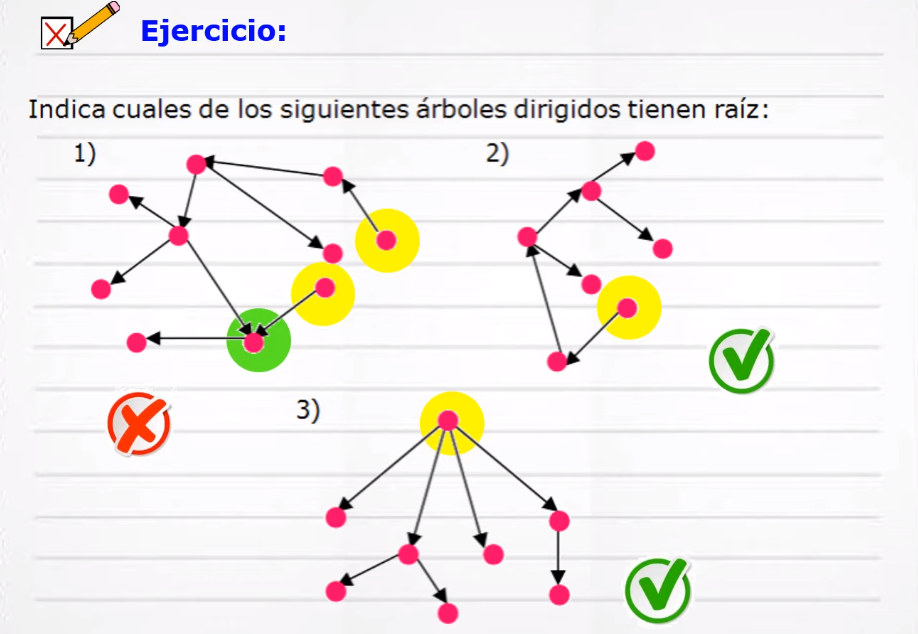 Ejercicio:
Indica cuales de los siguientes árboles dirigidos tienen raíz:
1)
2)
3)